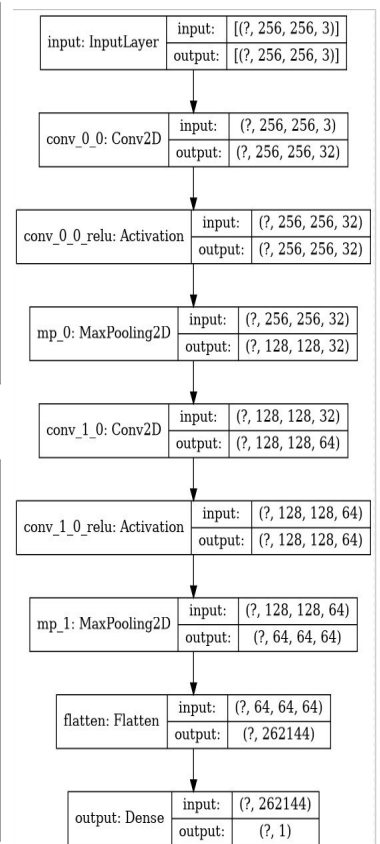 input: InputLayer
input: [(?, 256, 256, 3)]
output: [(?, 256, 256, 3)]
conv_0_0: Conv2D
input: (?, 256, 256, 3)
output: (?, 256, 256, 32)
conv_0_0_relu: Activation
input: (?, 256, 256, 32)
output: (?, 256, 256, 32)
mp_0: MaxPooling2D
input: (?, 256, 256, 32)
output: (?, 128, 128, 32)
conv_1_0: Conv2D
input: (?, 128, 128, 32)
output: (?, 128, 128, 64)
conv_1_0_relu: Activation
input: (?, 128, 128, 64)
output: (?, 128, 128, 64)
mp_1: MaxPooling2D
input: (?, 128, 128, 64)
output: (?, 64, 64, 64)
flatten: Flatten
input: (?, 64, 64, 64)
output: (?, 262144)
output: Dense
input: (?, 262144)
output: (?, 1)